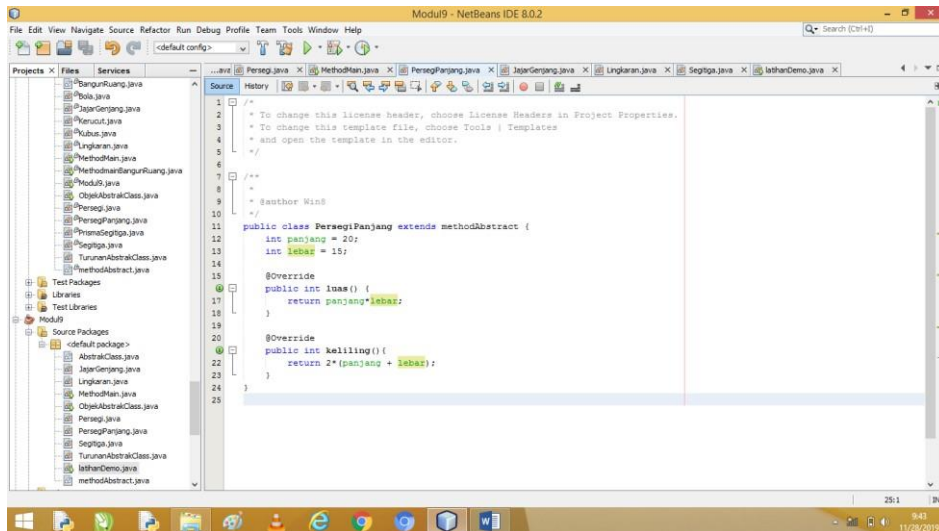 Modul9 - NetBeans IDE 8.0.2
File Edit View Navigate Source Refactor Run Debug Profile Team Tools Window Help
Search (Ctrl+I)
<default config>
Projects × Files Services
...ava Persegi.java × MethodMain.java × PersegiPanjang.java × JajarGenjang.java × Lingkaran.java × Segitiga.java × latihanDemo.java ×
Source History
BangunRuang.java
Bola.java
JajarGenjang.java
Kerucut.java
Kubus.java
Lingkaran.java
MethodMain.java
MethodmainBangunRuang.java
Modul9.java
ObjekAbstrakClass.java
Persegi.java
PersegiPanjang.java
PrismaSegitiga.java
Segitiga.java
TurunanAbstrakClass.java
methodAbstract.java
Test Packages
Libraries
Test Libraries
Modul9
Source Packages
<default package>
AbstrakClass.java
JajarGenjang.java
Lingkaran.java
MethodMain.java
ObjekAbstrakClass.java
Persegi.java
PersegiPanjang.java
Segitiga.java
TurunanAbstrakClass.java
latihanDemo.java
methodAbstract.java
1 /*
2 * To change this license header, choose License Headers in Project Properties.
3 * To change this template file, choose Tools | Templates
4 * and open the template in the editor.
5 */
6
7 /**
8 *
9 * @author Win8
10 */
11 public class PersegiPanjang extends methodAbstract {
12 int panjang = 20;
13 int lebar = 15;
14
15 @Override
public int luas() {
17 return panjang*lebar;
18 }
19
20 @Override
public int keliling(){
22 return 2*(panjang + lebar);
23 }
24 }
25
25:1
9:43